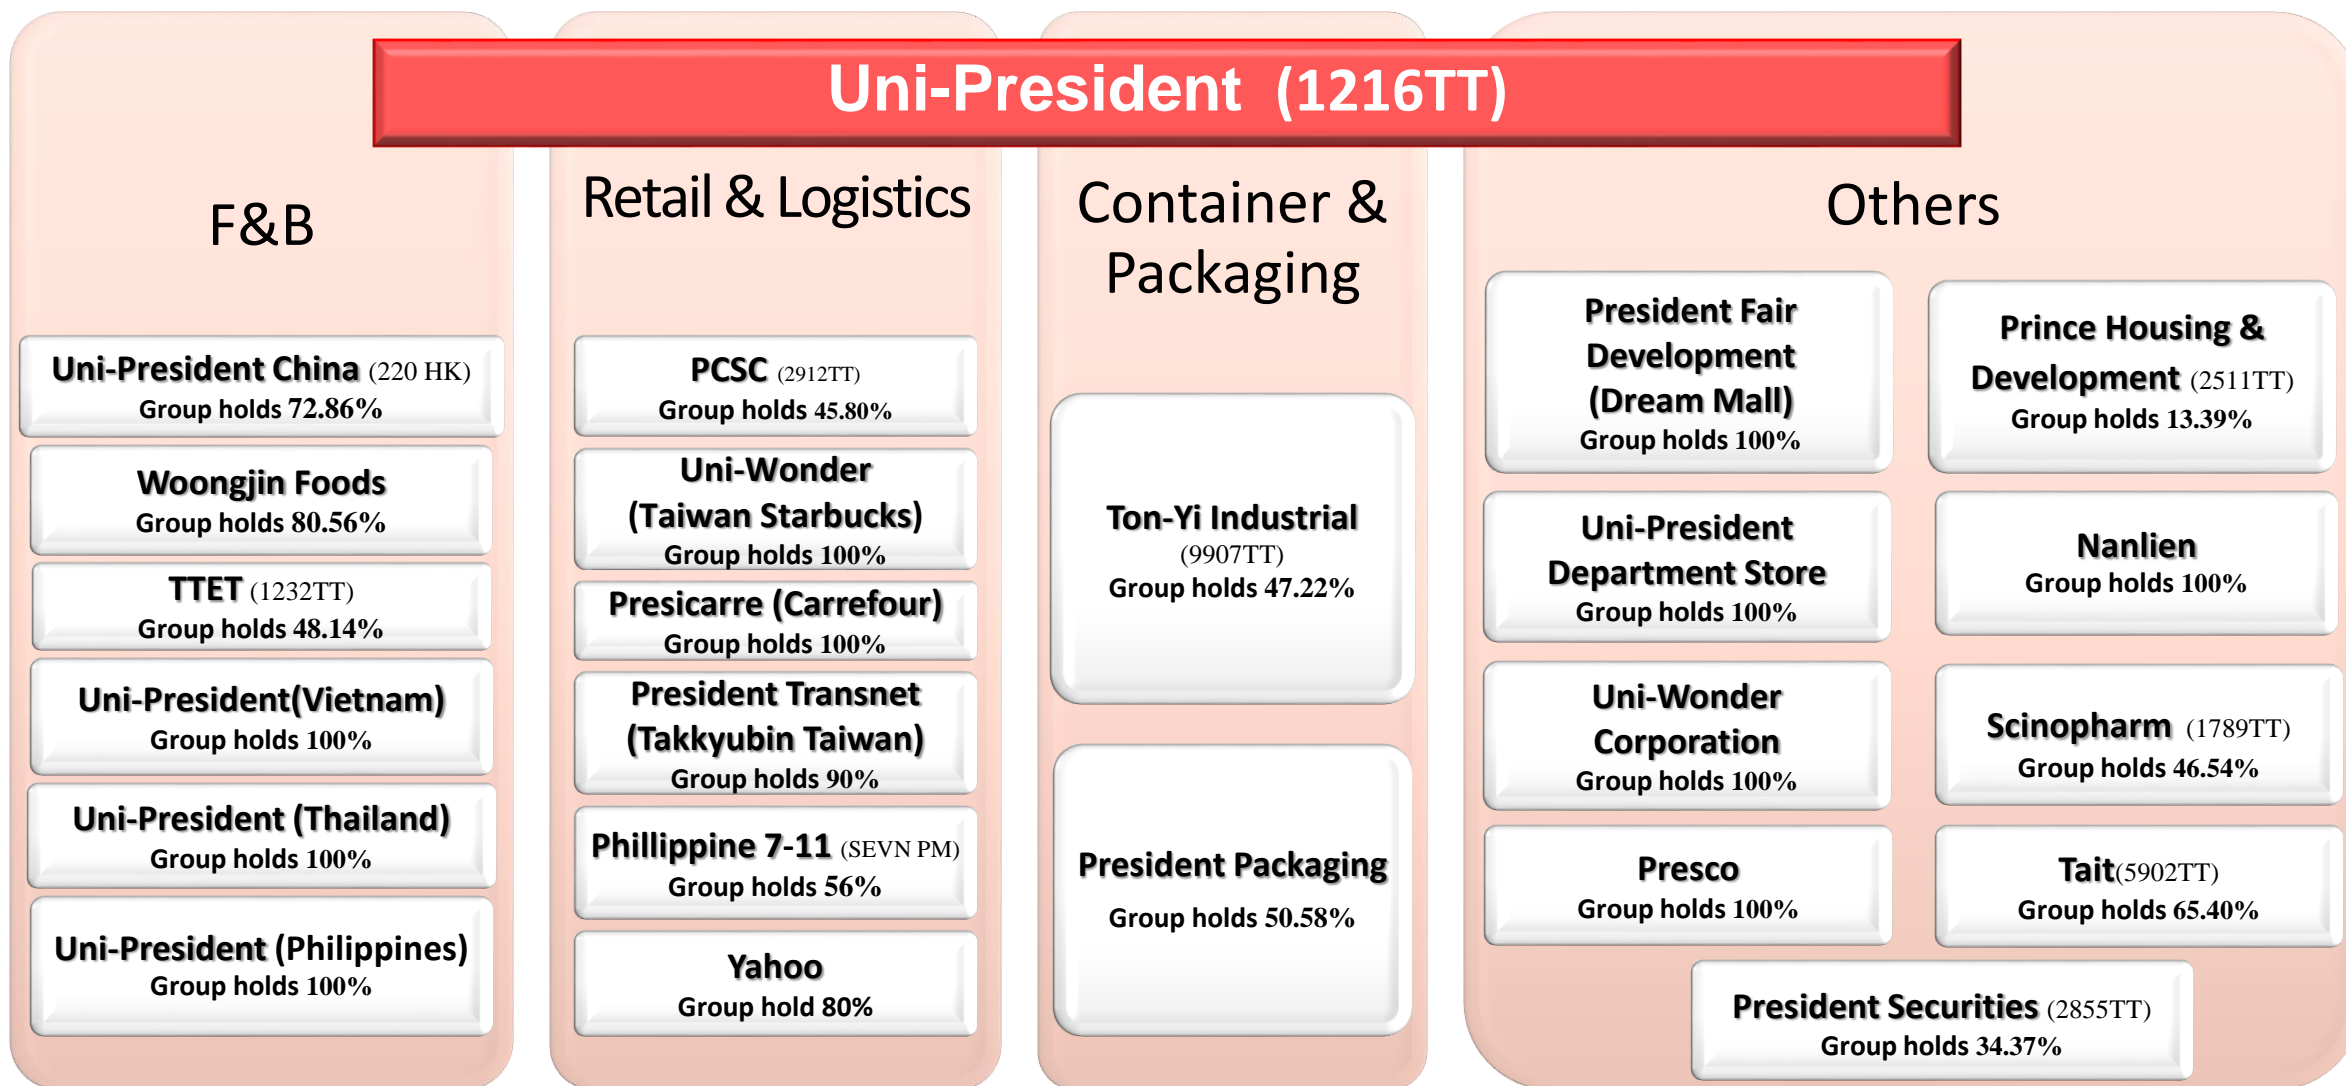 Uni-President (1216TT)
F&B
Uni-President China (220 HK)
Group holds 72.86%
Woongjin Foods
Group holds 80.56%
TTET (1232TT)
Group holds 48.14%
Uni-President(Vietnam)
Group holds 100%
Uni-President (Thailand)
Group holds 100%
Uni-President (Philippines)
Group holds 100%
Retail & Logistics
PCSC (2912TT)
Group holds 45.80%
Uni-Wonder
(Taiwan Starbucks)
Group holds 100%
Presicarre (Carrefour)
Group holds 100%
President Transnet
(Takkyubin Taiwan)
Group holds 90%
Phillippine 7-11 (SEVN PM)
Group holds 56%
Yahoo
Group hold 80%
Container &
Packaging
Ton-Yi Industrial
(9907TT)
Group holds 47.22%
President Packaging
Group holds 50.58%
Others
President Fair
Development
(Dream Mall)
Group holds 100%
Prince Housing &
Development (2511TT)
Group holds 13.39%
Uni-President
Department Store
Group holds 100%
Nanlien
Group holds 100%
Uni-Wonder
Corporation
Group holds 100%
Scinopharm (1789TT)
Group holds 46.54%
Presco
Group holds 100%
Tait(5902TT)
Group holds 65.40%
President Securities (2855TT)
Group holds 34.37%